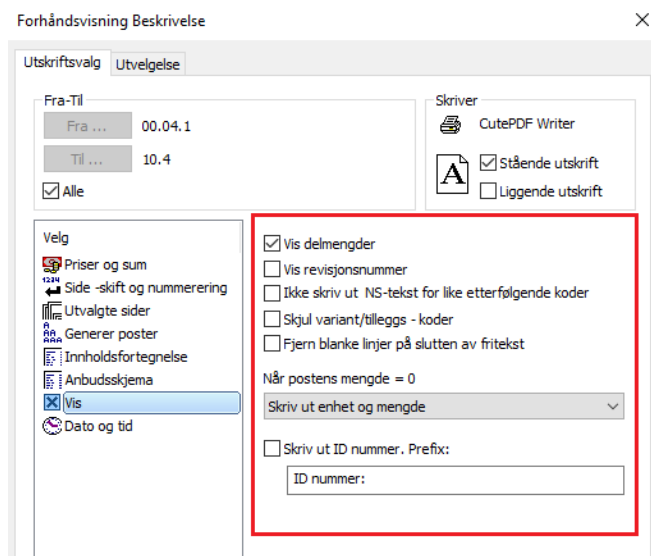 Forhåndsvisning Beskrivelse
Utskriftsvalg Utvelgelse
Fra-Til
Fra ... 00.04.1
Til ... 10.4
Alle
Skriver
CutePDF Writer
A
Stående utskrift
Liggende utskrift
Velg
Priser og sum
Side -skift og nummerering
Utvalgte sider
Generer poster
Innholdsfortegnelse
Anbudsskjema
Vis
Dato og tid
Vis delmengder
Vis revisjonsnummer
Ikke skriv ut NS-tekst for like etterfølgende koder
Skjul variant/tilleggs - koder
Fjern blanke linjer på slutten av fritekst
Når postens mengde = 0
Skriv ut enhet og mengde
Skriv ut ID nummer. Prefix:
ID nummer: